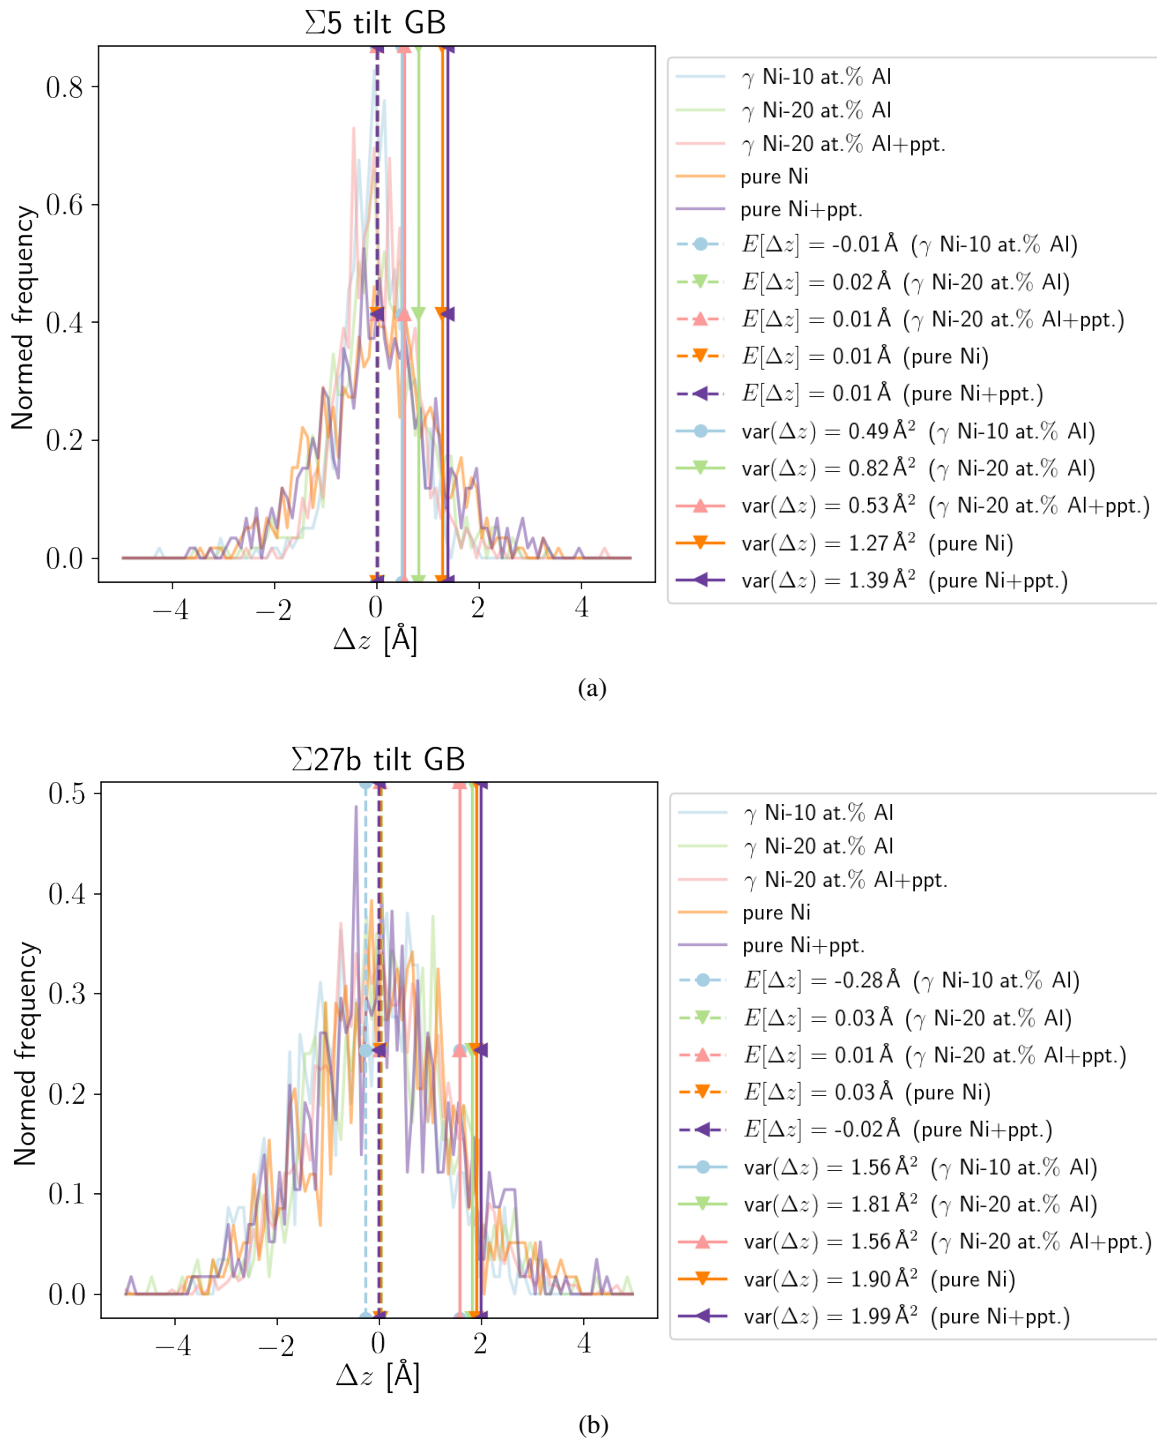 Σ5 tilt GB
Normed frequency
0.8
0.6
0.4
0.2
0.0
−4
−2
0
2
4
Δz [Å]
γ Ni-10 at.% Al
γ Ni-20 at.% Al
γ Ni-20 at.% Al+ppt.
pure Ni
pure Ni+ppt.
E[Δz] = -0.01 Å (γ Ni-10 at.% Al)
E[Δz] = 0.02 Å (γ Ni-20 at.% Al)
E[Δz] = 0.01 Å (γ Ni-20 at.% Al+ppt.)
E[Δz] = 0.01 Å (pure Ni)
E[Δz] = 0.01 Å (pure Ni+ppt.)
var(Δz) = 0.49 Å² (γ Ni-10 at.% Al)
var(Δz) = 0.82 Å² (γ Ni-20 at.% Al)
var(Δz) = 0.53 Å² (γ Ni-20 at.% Al+ppt.)
var(Δz) = 1.27 Å² (pure Ni)
var(Δz) = 1.39 Å² (pure Ni+ppt.)
(a)
Σ27b tilt GB
Normed frequency
0.5
0.4
0.3
0.2
0.1
0.0
−4
−2
0
2
4
Δz [Å]
γ Ni-10 at.% Al
γ Ni-20 at.% Al
γ Ni-20 at.% Al+ppt.
pure Ni
pure Ni+ppt.
E[Δz] = -0.28 Å (γ Ni-10 at.% Al)
E[Δz] = 0.03 Å (γ Ni-20 at.% Al)
E[Δz] = 0.01 Å (γ Ni-20 at.% Al+ppt.)
E[Δz] = 0.03 Å (pure Ni)
E[Δz] = -0.02 Å (pure Ni+ppt.)
var(Δz) = 1.56 Å² (γ Ni-10 at.% Al)
var(Δz) = 1.81 Å² (γ Ni-20 at.% Al)
var(Δz) = 1.56 Å² (γ Ni-20 at.% Al+ppt.)
var(Δz) = 1.90 Å² (pure Ni)
var(Δz) = 1.99 Å² (pure Ni+ppt.)
(b)